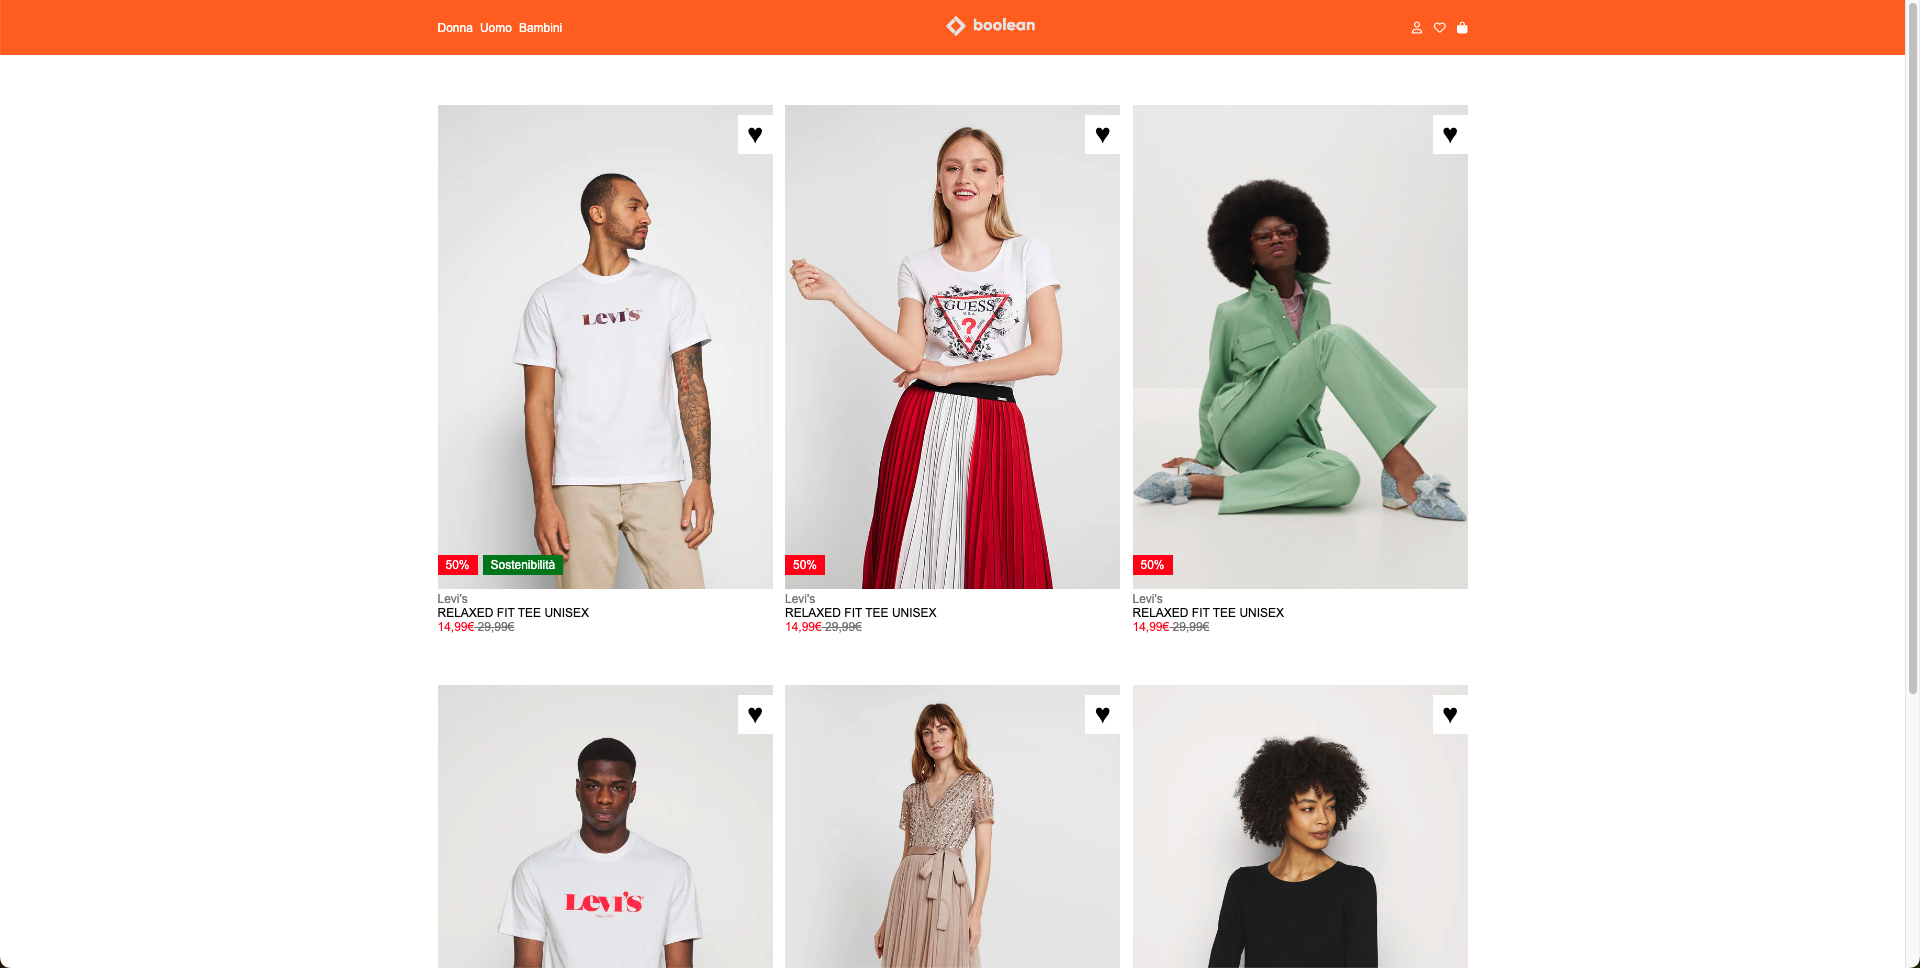 Donna Uomo Bambini
boolean
Levi's
GUESS
U.S.A.
?
50% Sostenibilità
50%
50%
Levi's
RELAXED FIT TEE UNISEX
14,99€ 29,99€
Levi's
RELAXED FIT TEE UNISEX
14,99€ 29,99€
Levi's
RELAXED FIT TEE UNISEX
14,99€ 29,99€
LEVI'S